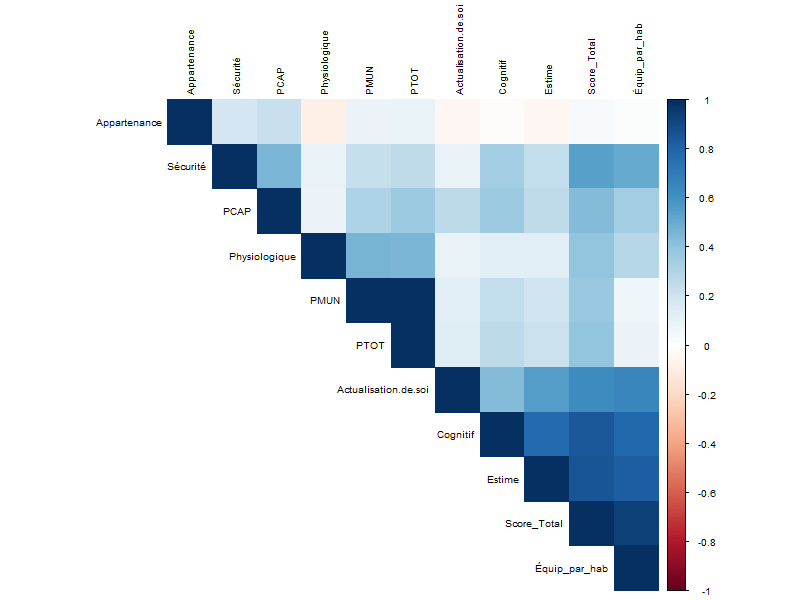 Appartenance
Sécurité
PCAP
Physiologique
PMUN
PTOT
Actualisation.de.soi
Cognitif
Estime
Score_Total
Équip_par_hab
Appartenance
Sécurité
PCAP
Physiologique
PMUN
PTOT
Actualisation.de.soi
Cognitif
Estime
Score_Total
Équip_par_hab
1
0.8
0.6
0.4
0.2
0
-0.2
-0.4
-0.6
-0.8
-1